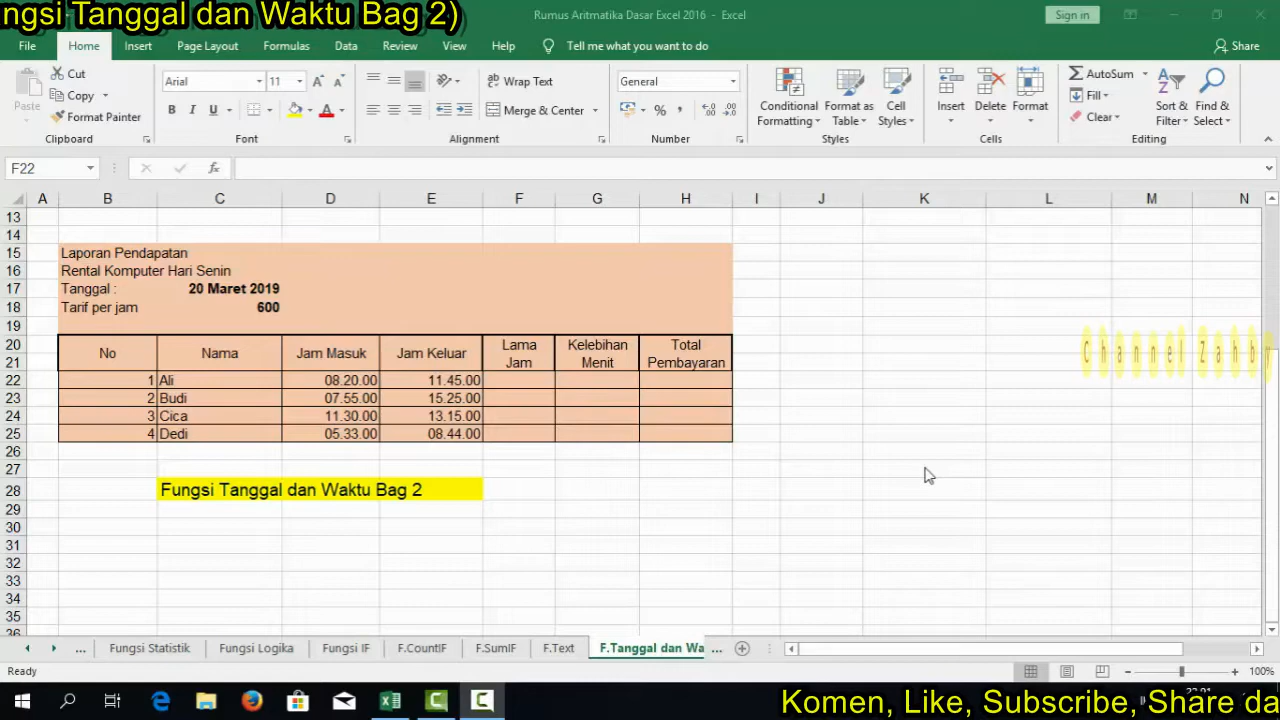 ngsi Tanggal dan Waktu Bag 2)
Rumus Aritmatika Dasar Excel 2016 - Excel
Sign in
File Home Insert Page Layout Formulas Data Review View Help Tell me what you want to do Share
Paste
Cut
Copy
Format Painter
Clipboard
Arial 11
B I U
Font
Wrap Text
Merge & Center
Alignment
General
Number
Conditional Formatting
Format as Table
Cell Styles
Styles
Insert
Delete
Format
Cells
AutoSum
Fill
Clear
Sort & Filter
Find & Select
Editing
F22
A B C D E F G H I J K L M N
13
14
15 Laporan Pendapatan
16 Rental Komputer Hari Senin
17 Tanggal : 20 Maret 2019
18 Tarif per jam 600
19
20 No Nama Jam Masuk Jam Keluar Lama Kelebihan Total
21 Jam Menit Pembayaran
22 1 Ali 08.20.00 11.45.00
23 2 Budi 07.55.00 15.25.00
24 3 Cica 11.30.00 13.15.00
25 4 Dedi 05.33.00 08.44.00
26
27
28 Fungsi Tanggal dan Waktu Bag 2
29
30
31
32
33
34
35
36
Channel Zahby
... Fungsi Statistik Fungsi Logika Fungsi IF F.CountIF F.SumIF F.Text F.Tanggal dan Wa ...
Ready
100%
Komen, Like, Subscribe, Share da